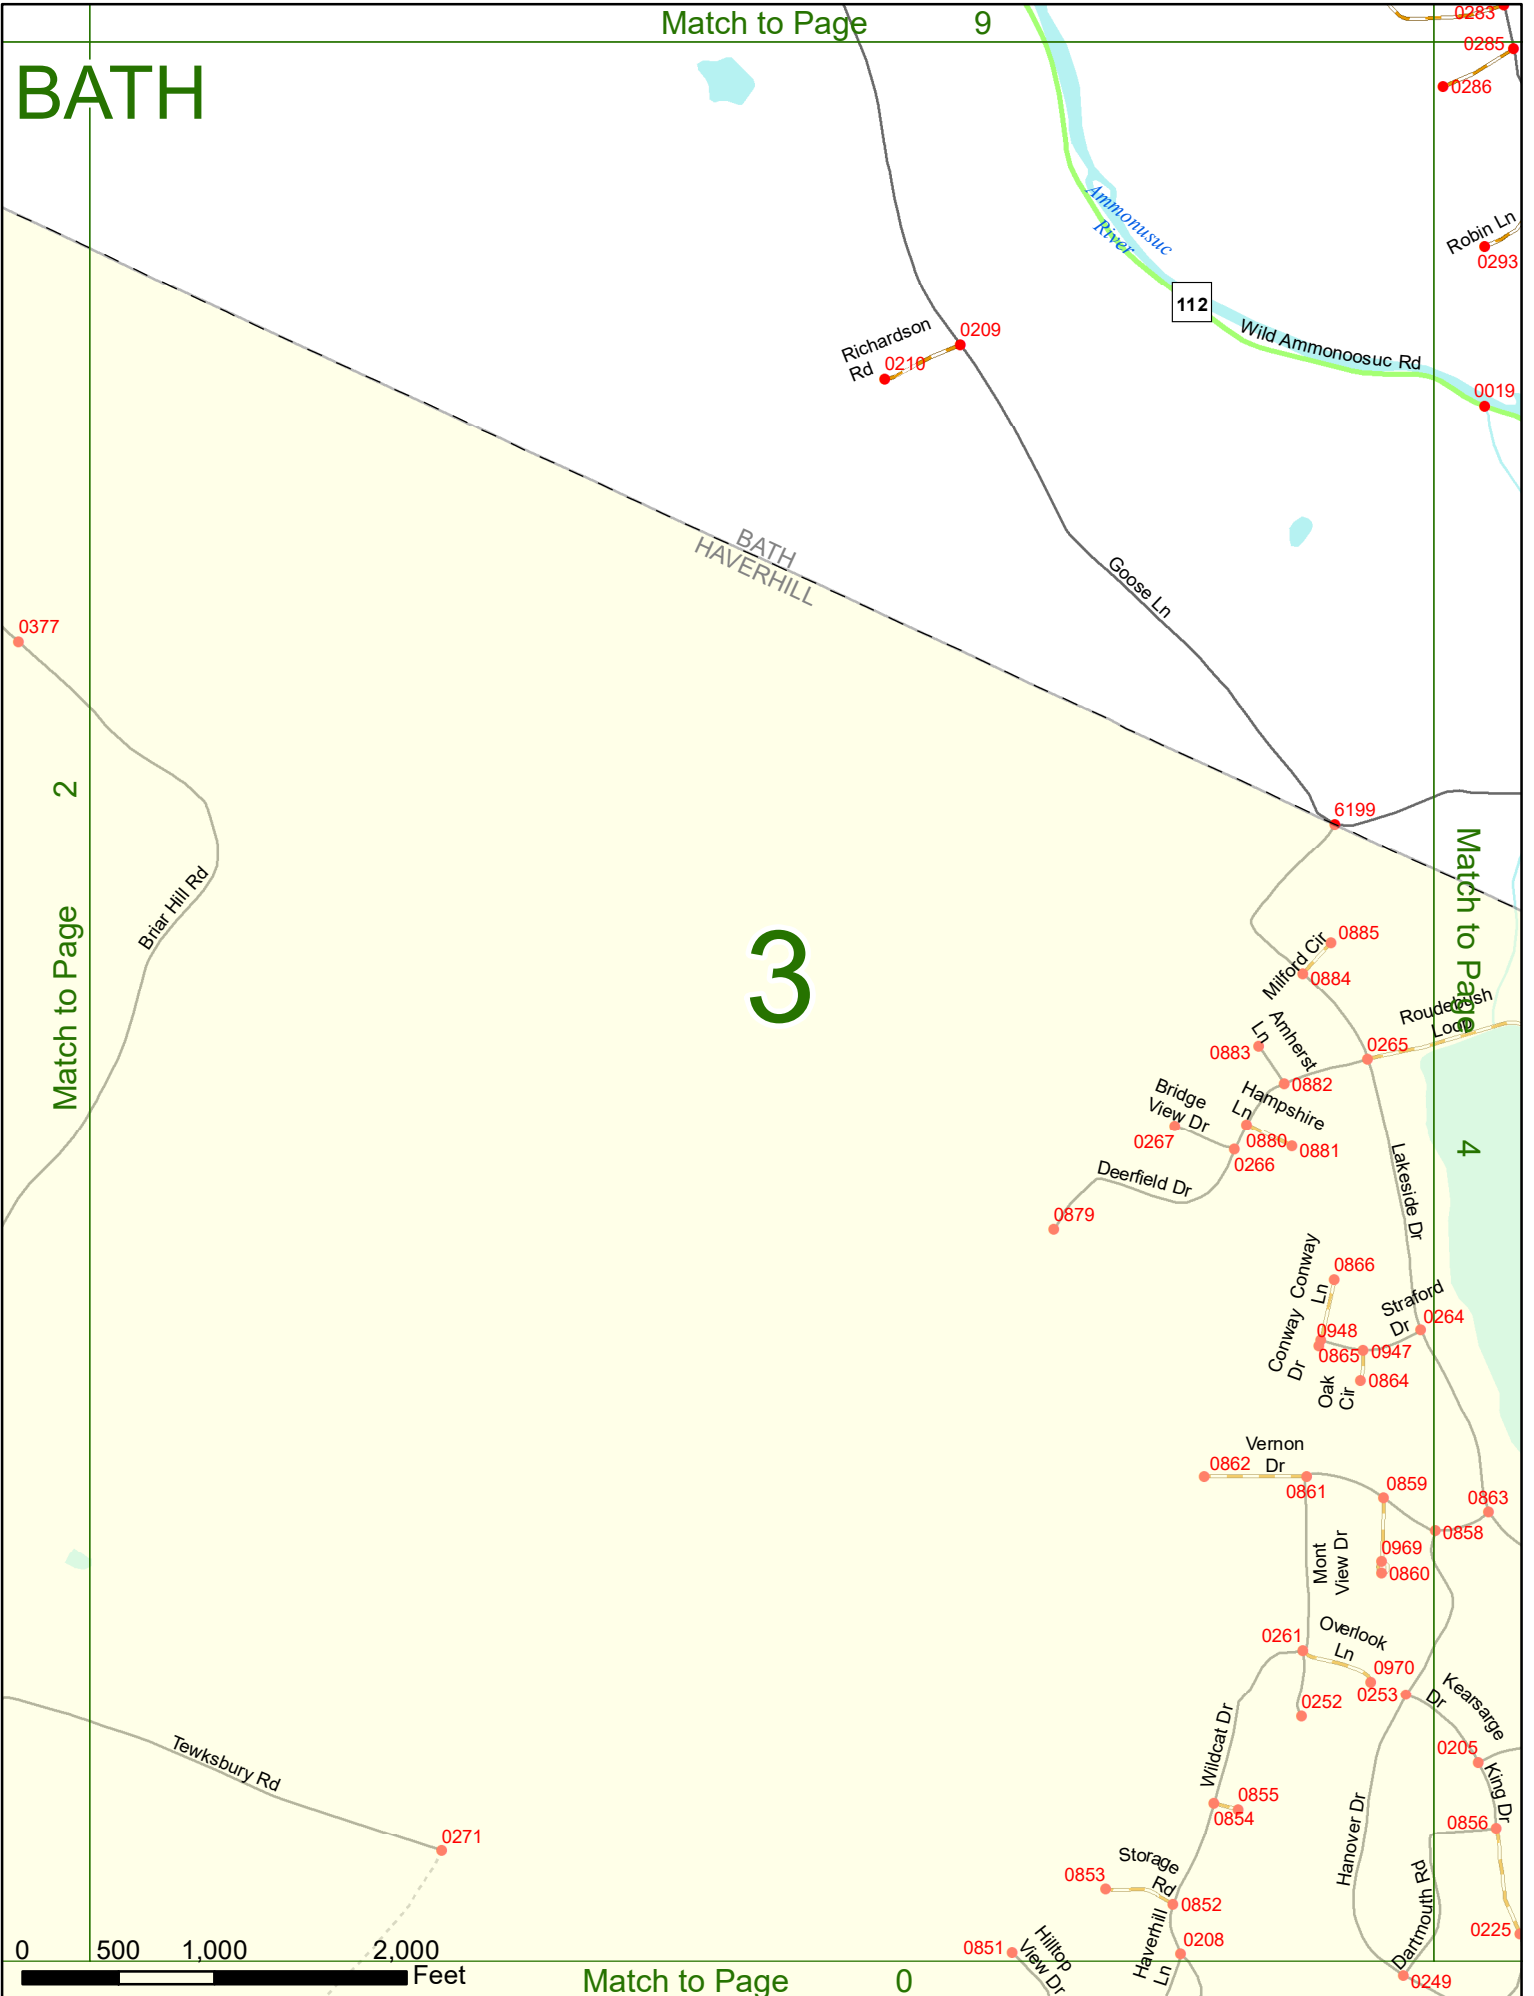 Match to Page 9
0283
0285
BATH
0286
Ammonusuc
River
Robin Ln
0293
112
Richardson
Rd
0209
0210
Wild Ammonoosuc Rd
0019
BATH
HAVERHILL
Goose Ln
0377
2
Match to Page
6199
Match to Page
4
Briar Hill Rd
3
0885
Milford Cir
0884
Roudebush
Loop
Amherst
Ln
0883
0265
0882
Bridge
View Dr
Hampshire
Ln
0267
0880
0881
0266
Deerfield Dr
Lakeside Dr
0879
Conway
Ln
0866
Straford
Dr
0264
Conway
Dr
0948
0865
0947
Oak
Cir
0864
Vernon
Dr
0862
0861
0859
0863
0858
Mont
View Dr
0969
0860
0261
Overlook
Ln
0970
0253
Kearsarge
Dr
0252
Wildcat Dr
0205
King Dr
Tewksbury Rd
0855
0854
Hanover Dr
0856
0271
Storage
Rd
0853
0852
Dartmouth Rd
0225
Haverhill
Ln
0851
Hilltop
View Dr
0208
0249
0 500 1,000 2,000
Feet
Match to Page 0